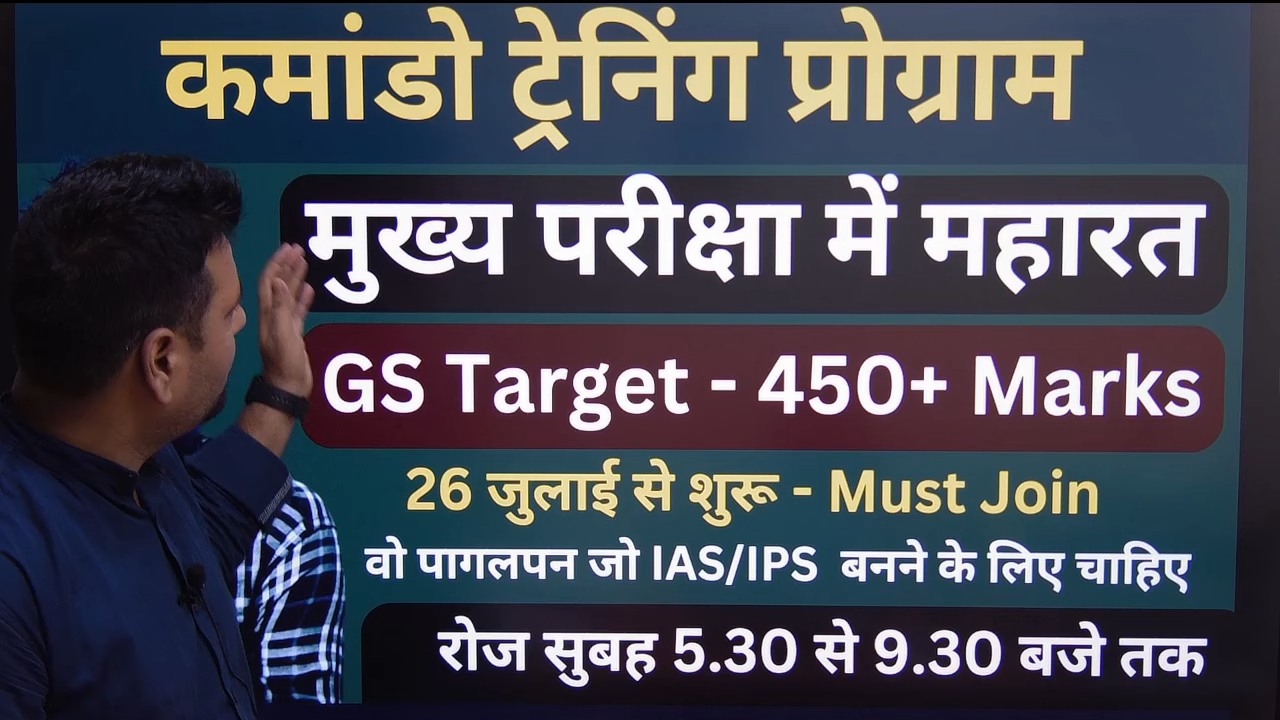 कमांडो ट्रेनिंग प्रोग्राम
मुख्य परीक्षा में महारत
GS Target - 450+ Marks
26 जुलाई से शुरू - Must Join
वो पागलपन जो IAS/IPS बनने के लिए चाहिए
रोज सुबह 5.30 से 9.30 बजे तक